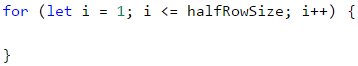 for (let i = 1; i <= halfRowSize; i++) {
}